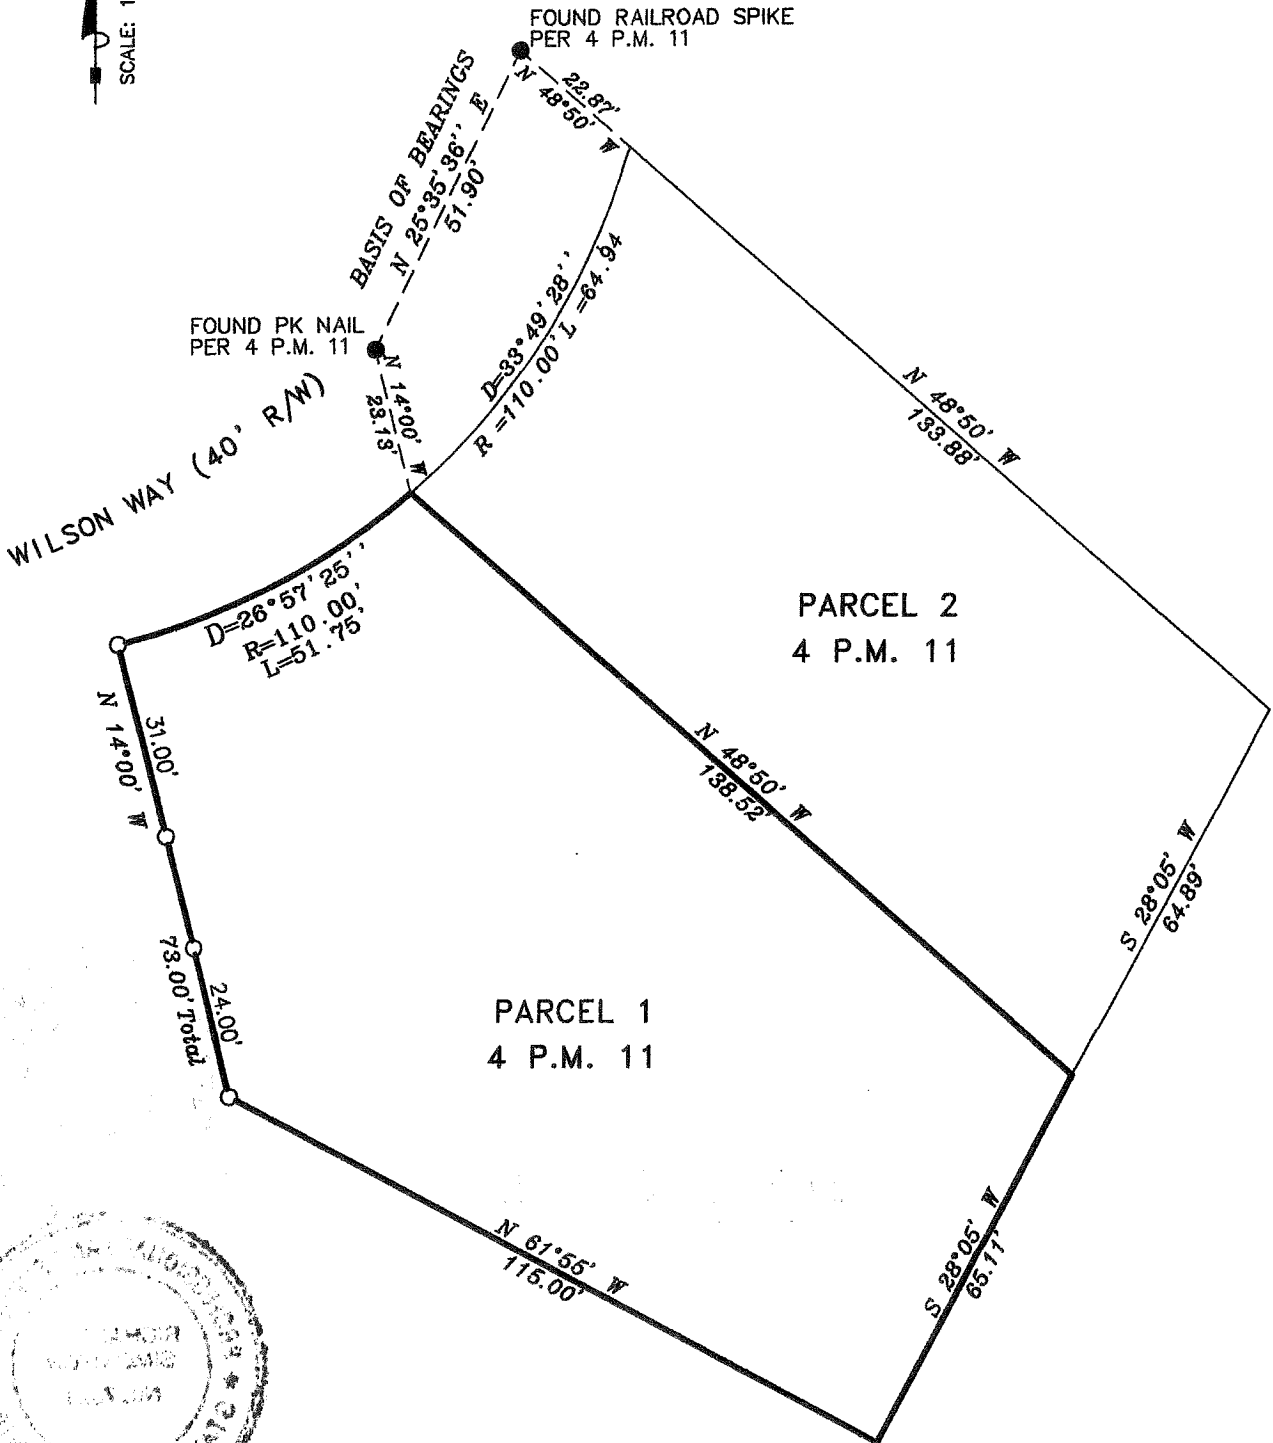 SCALE: 1
FOUND RAILROAD SPIKE
PER 4 P.M. 11
22.87'
N 48°50' W
BASIS OF BEARINGS
N 25°35'36'' E
51.90'
FOUND PK NAIL
PER 4 P.M. 11
N 14°00' W
23.13'
D=33°49'28''
R =110.00' L =64.94
WILSON WAY (40' R/W)
N 48°50' W
133.88'
D=26°57'25''
R=110.00'
L=51.75'
PARCEL 2
4 P.M. 11
31.00'
N 14°00' W
N 48°50' W
138.52'
S 28°05' W
64.89'
73.00' Total
24.00'
PARCEL 1
4 P.M. 11
N 61°55' W
115.00'
S 28°05' W
65.11'